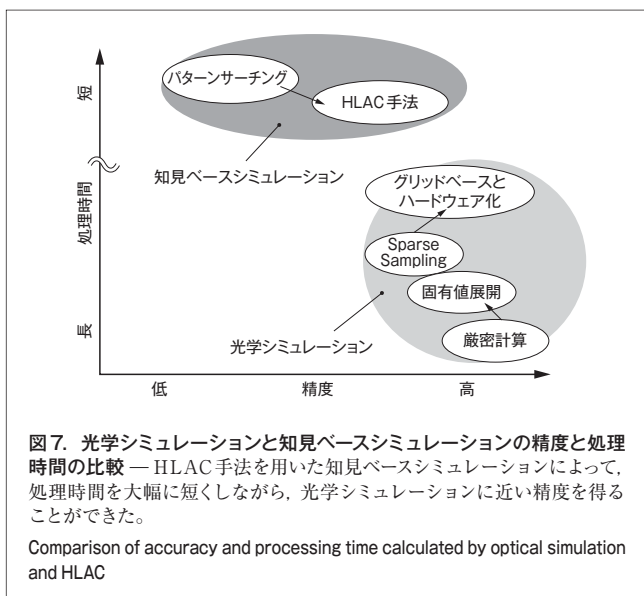 パターンサーチング
HLAC手法
短
知見ベースシミュレーション
グリッドベースと
ハードウェア化
処理時間
Sparse
Sampling
固有値展開
光学シミュレーション
厳密計算
長
低
精度
高
図7. 光学シミュレーションと知見ベースシミュレーションの精度と処理
時間の比較 — HLAC手法を用いた知見ベースシミュレーションによって,
処理時間を大幅に短くしながら, 光学シミュレーションに近い精度を得る
ことができた。
Comparison of accuracy and processing time calculated by optical simulation
and HLAC